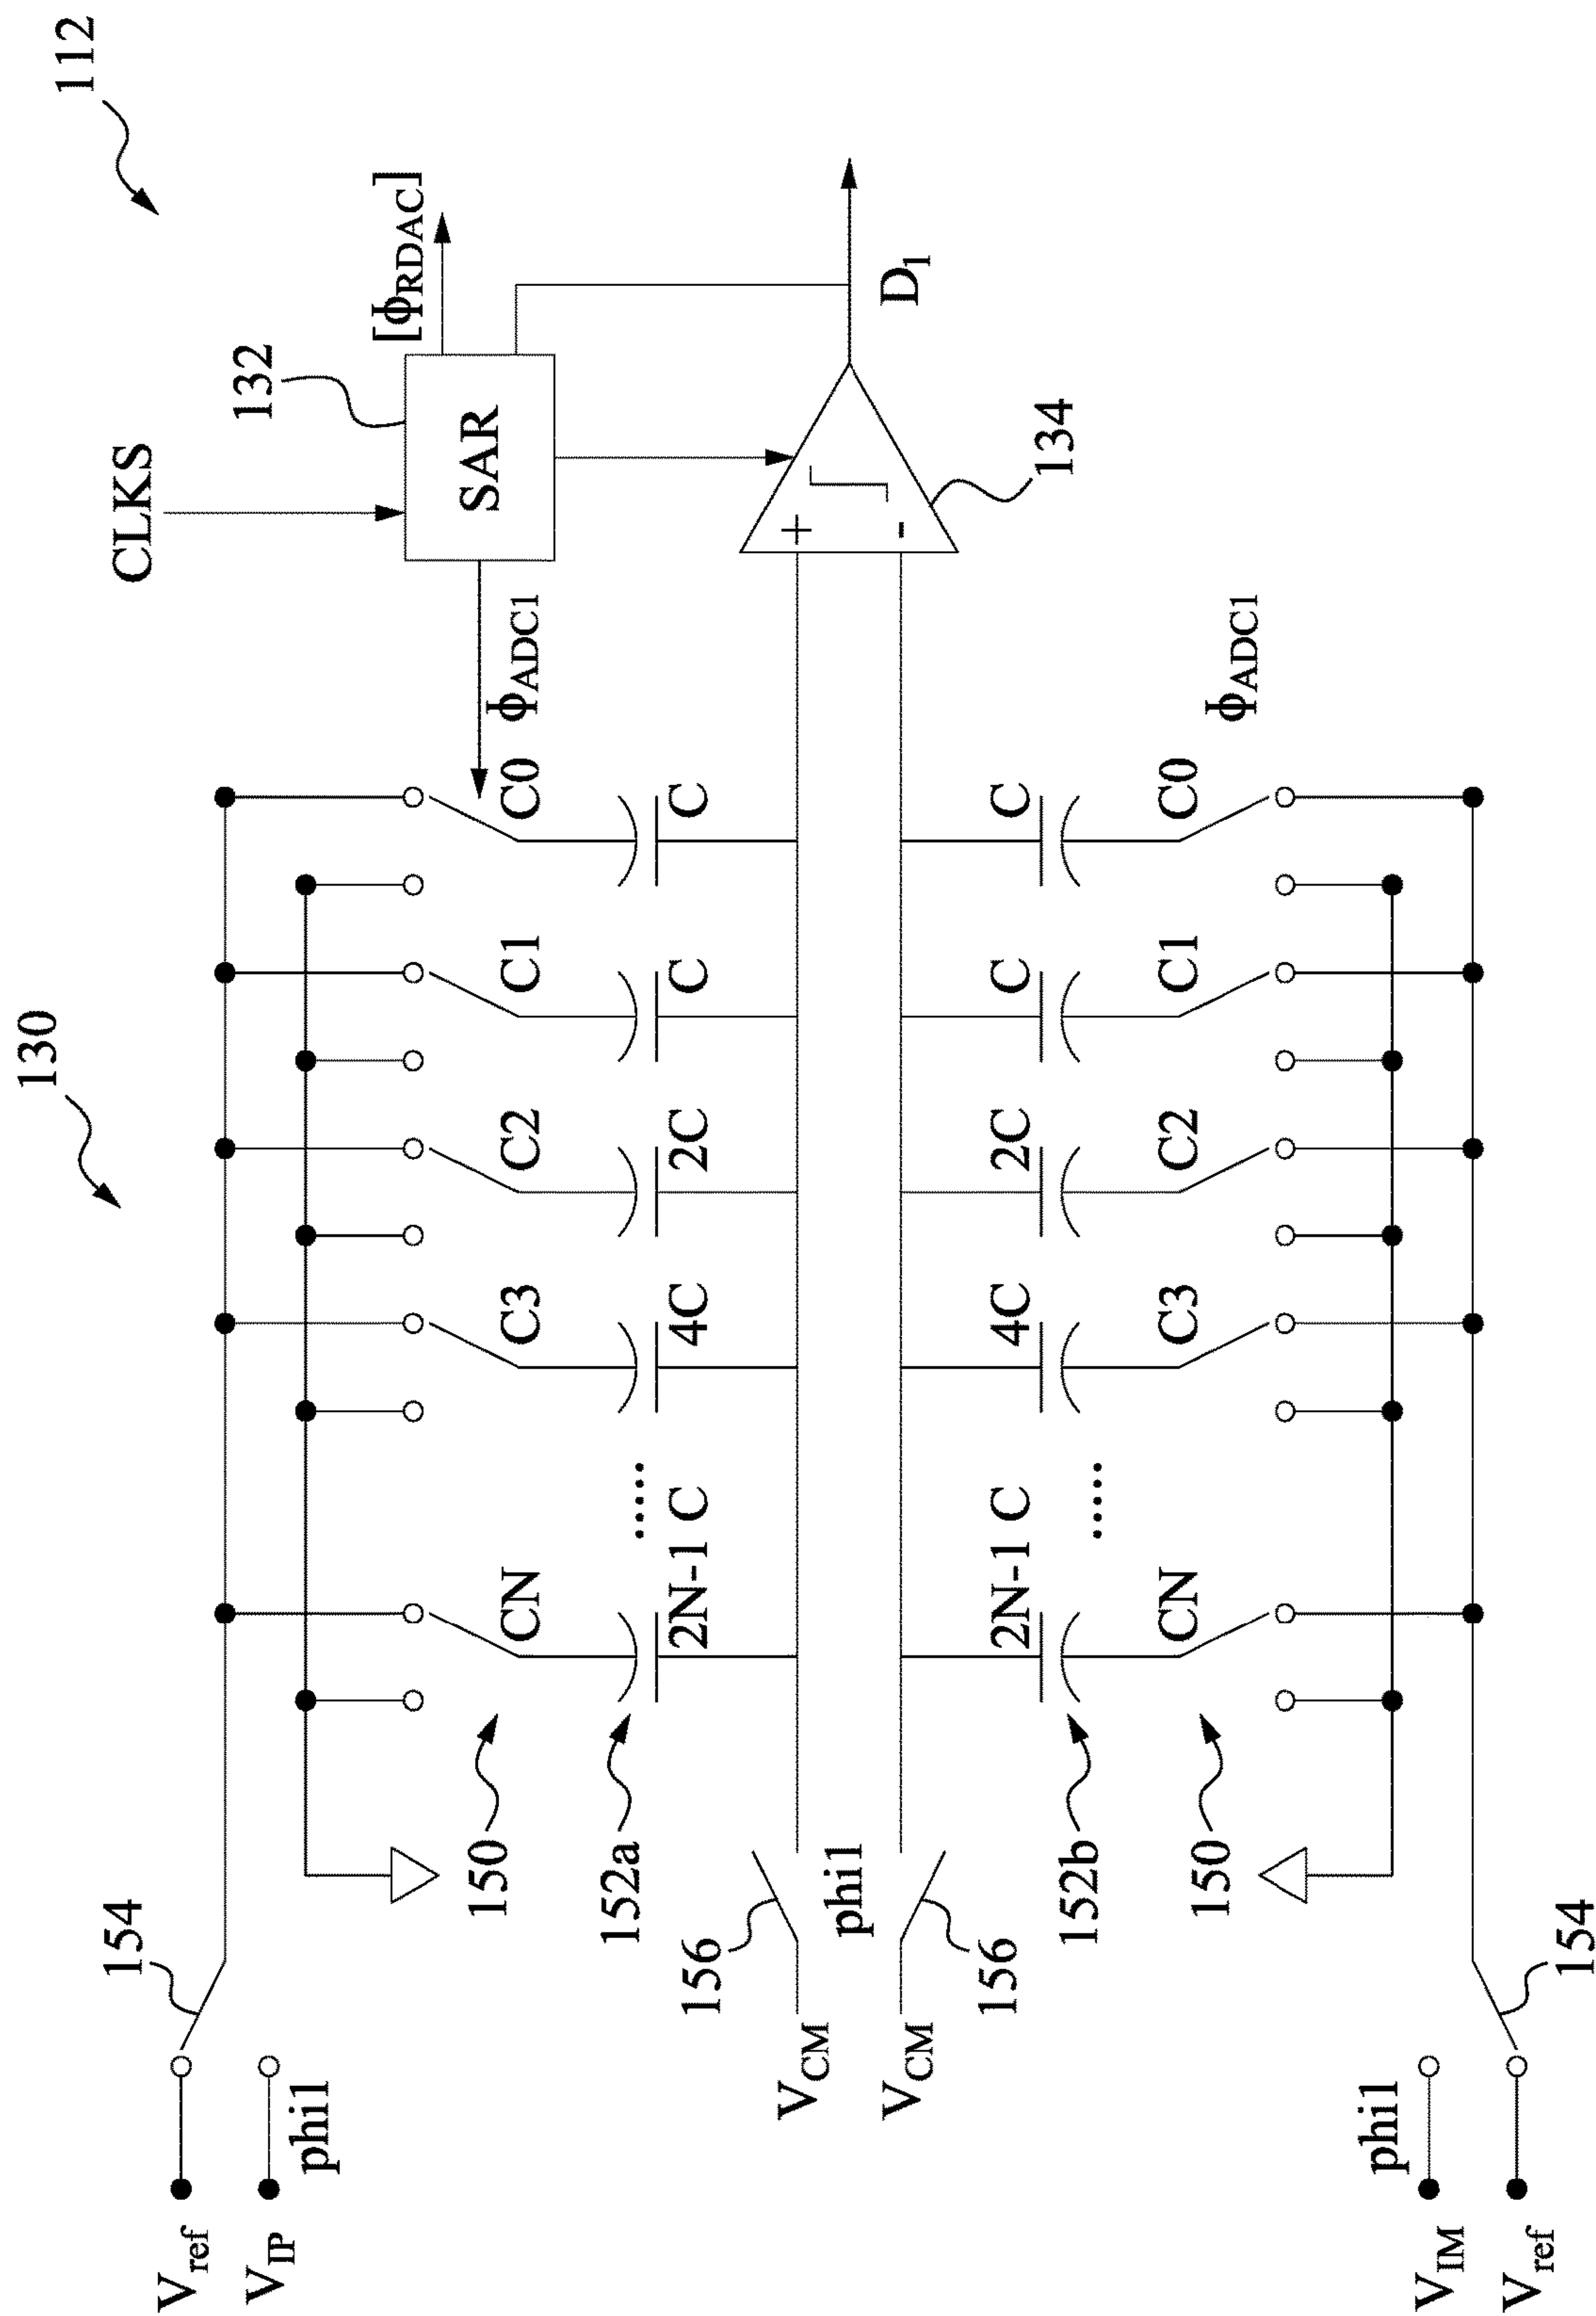 112
130
CLKS
132
[ϕRDAC]
SAR
ϕADC1
154
Vref
VIP
phi1
CN
C3
C2
C1
C0
150
152a
.....
2N-1 C
4C
2C
C
C
+
-
134
D1
156
VCM
phi1
VCM
156
152b
2N-1 C
4C
2C
C
C
.....
150
CN
C3
C2
C1
C0
ϕADC1
phi1
VIM
Vref
154